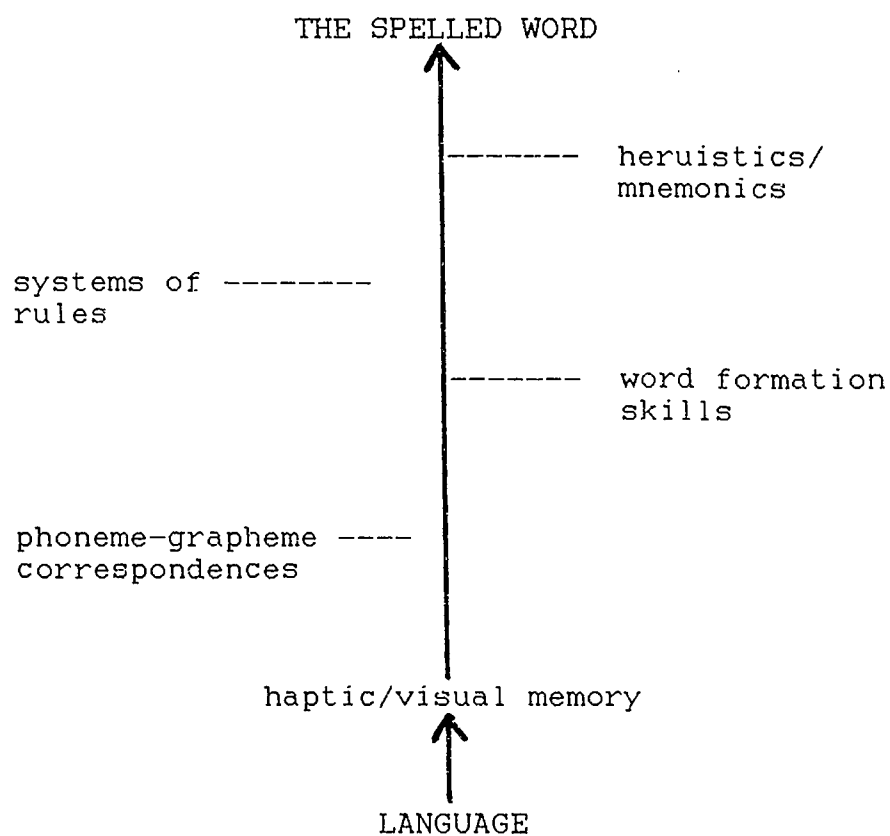 THE SPELLED WORD
heruistics/
mnemonics
systems of
rules
word formation
skills
phoneme-grapheme
correspondences
haptic/visual memory
LANGUAGE